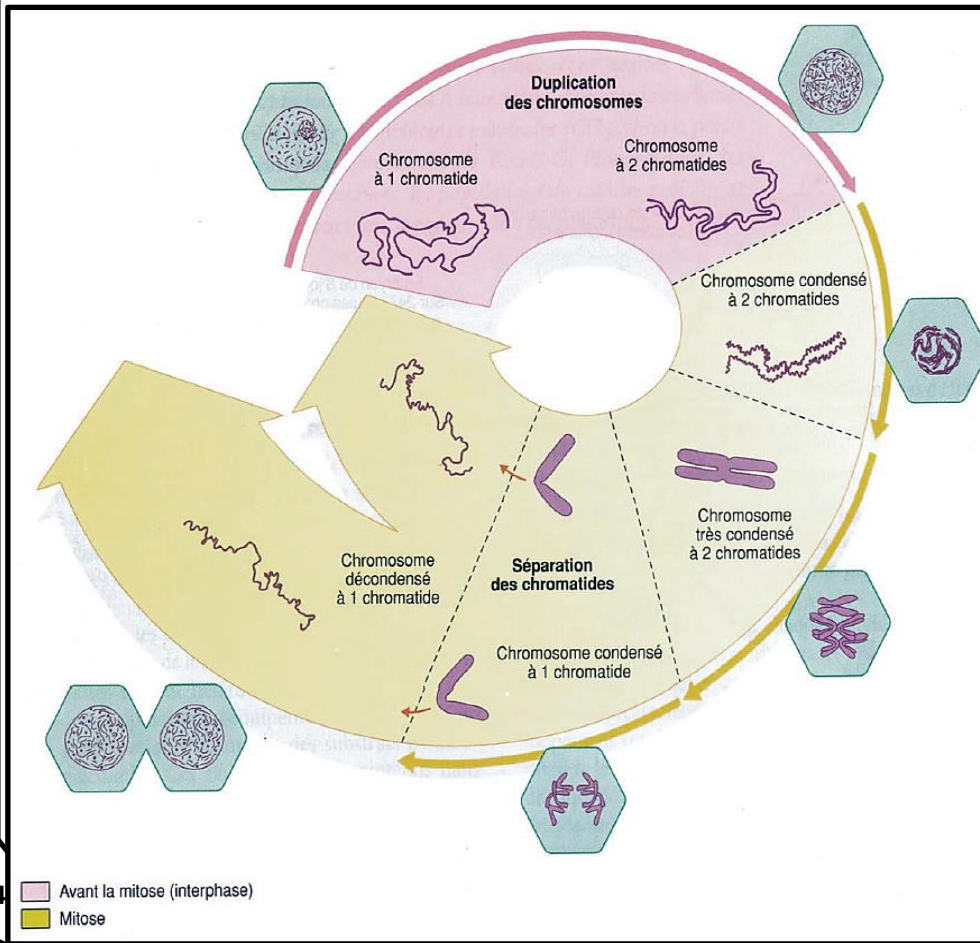 Duplication
des chromosomes
Chromosome
à 1 chromatide
Chromosome
à 2 chromatides
Chromosome condensé
à 2 chromatides
Chromosome
très condensé
à 2 chromatides
Séparation
des chromatides
Chromosome condensé
à 1 chromatide
Chromosome
décondensé
à 1 chromatide
Avant la mitose (interphase)
Mitose